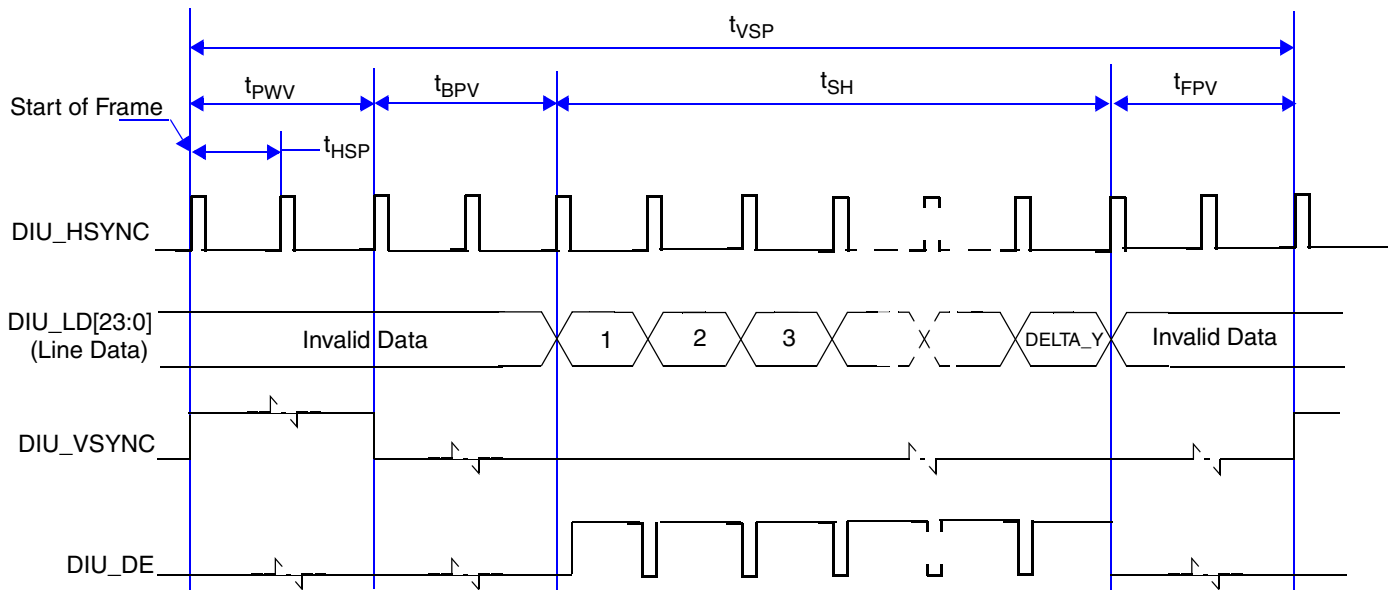 tVSP
tPWV
tBPV
tSH
tFPV
Start of Frame
tHSP
DIU_HSYNC
DIU_LD[23:0]
(Line Data)
Invalid Data
1
2
3
DELTA_Y
Invalid Data
DIU_VSYNC
DIU_DE